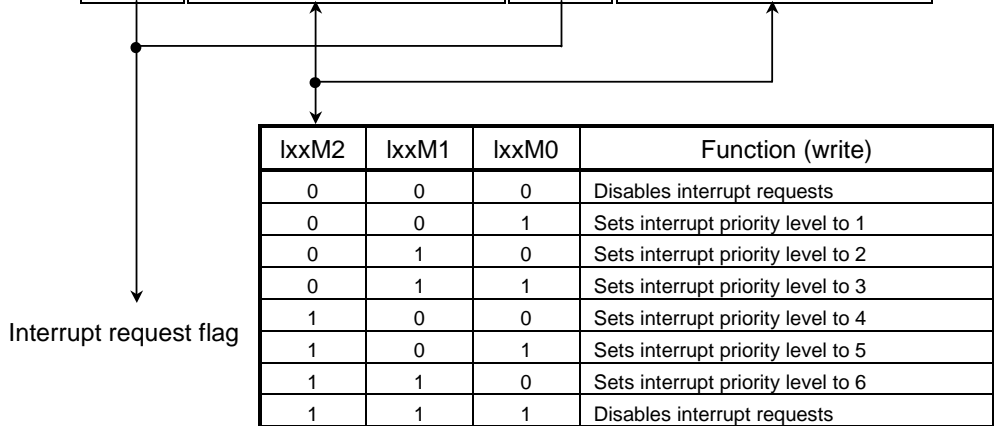 IxxM2 IxxM1 IxxM0 Function (write)
0 0 0 Disables interrupt requests
0 0 1 Sets interrupt priority level to 1
0 1 0 Sets interrupt priority level to 2
0 1 1 Sets interrupt priority level to 3
1 0 0 Sets interrupt priority level to 4
1 0 1 Sets interrupt priority level to 5
1 1 0 Sets interrupt priority level to 6
1 1 1 Disables interrupt requests
Interrupt request flag